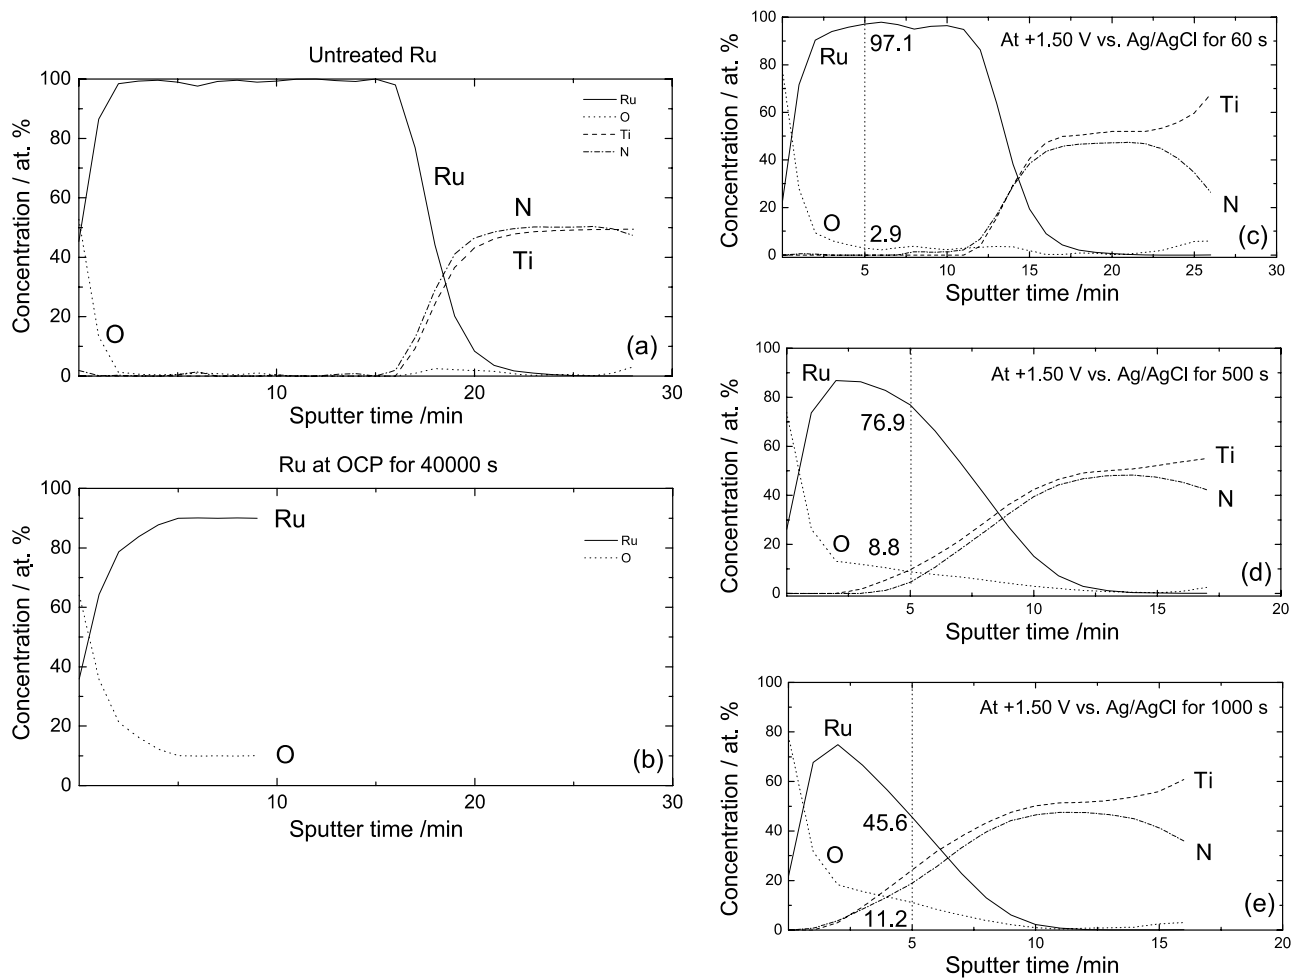 Untreated Ru
Concentration / at. %
100
80
60
40
20
0
Ru
O
Ti
N
Ru
N
Ti
O
(a)
10
20
30
Sputter time /min
Ru at OCP for 40000 s
Concentration / at. %
100
80
60
40
20
0
Ru
Ru
O
O
(b)
10
20
30
Sputter time /min
At +1.50 V vs. Ag/AgCl for 60 s
Concentration / at. %
100
80
60
40
20
0
Ru
97.1
Ti
N
O
2.9
(c)
5
10
15
20
25
30
Sputter time /min
At +1.50 V vs. Ag/AgCl for 500 s
Concentration / at. %
100
80
60
40
20
0
Ru
76.9
Ti
N
O
8.8
(d)
5
10
15
20
Sputter time /min
At +1.50 V vs. Ag/AgCl for 1000 s
Concentration / at. %
100
80
60
40
20
0
Ru
45.6
Ti
N
O
11.2
(e)
5
10
15
20
Sputter time /min